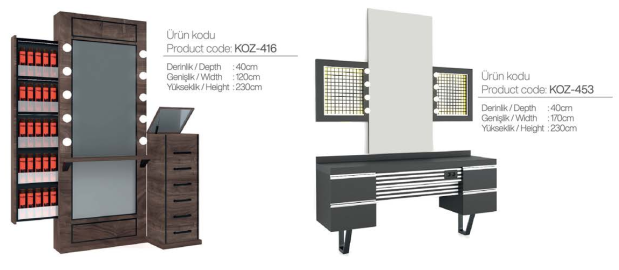 Ürün kodu
Product code: KOZ-416
Derinlik / Depth : 40cm
Genişlik / Width : 120cm
Yükseklik / Height : 230cm
Ürün kodu
Product code: KOZ-453
Derinlik / Depth : 40cm
Genişlik / Width : 170cm
Yükseklik / Height : 230cm